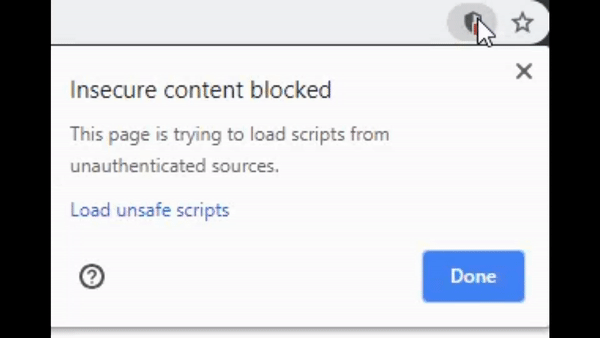 Insecure content blocked
This page is trying to load scripts from
unauthenticated sources.
Load unsafe scripts
Done